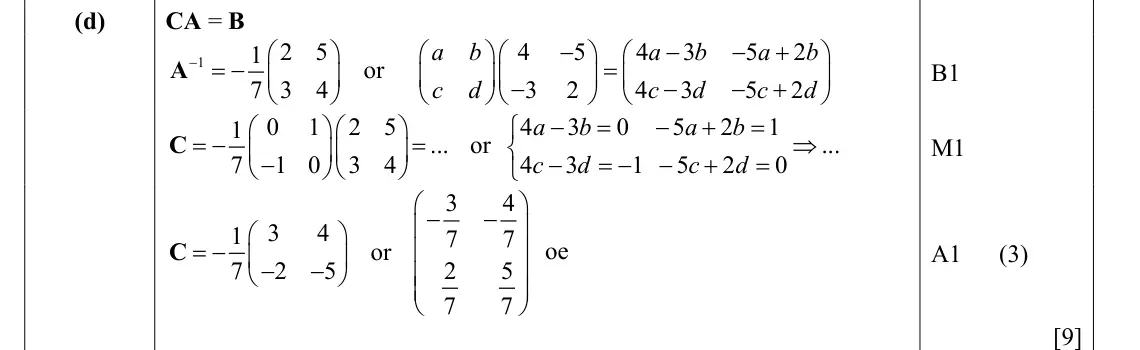 (d) CA = B
A⁻¹ = −1/7 (2 5; 3 4) or (a b; c d)(4 −5; −3 2) = (4a − 3b −5a + 2b; 4c − 3d −5c + 2d) B1
C = −1/7 (0 1; −1 0)(2 5; 3 4) = ... or {4a − 3b = 0 −5a + 2b = 1; 4c − 3d = −1 −5c + 2d = 0 ⇒ ... M1
C = −1/7 (3 4; −2 −5) or (−3/7 −4/7; 2/7 5/7) oe A1 (3)
[9]